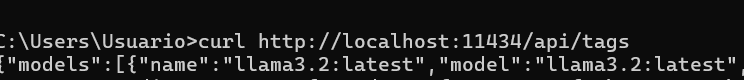 C:\Users\Usuario>curl http://localhost:11434/api/tags
{"models":[{"name":"llama3.2:latest","model":"llama3.2:latest",